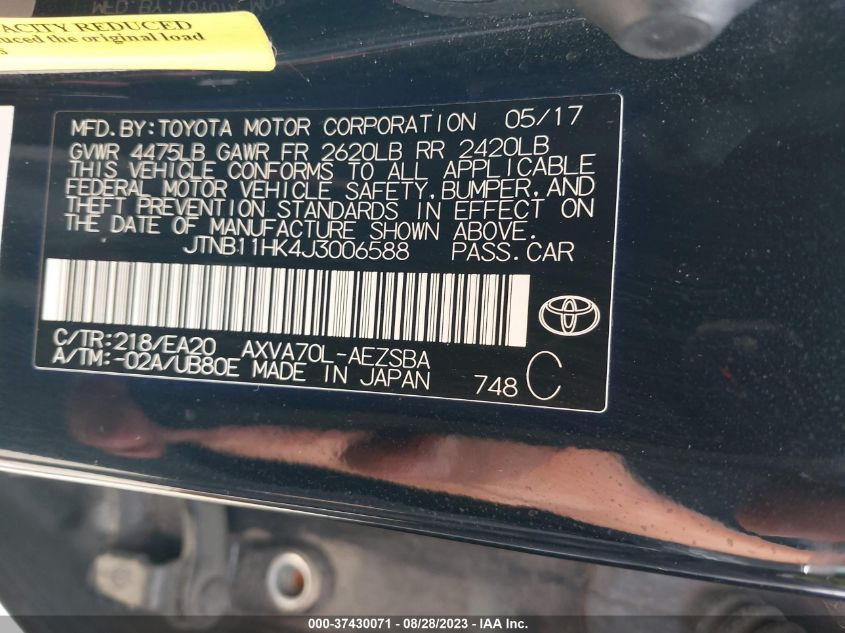 ACITY REDUCED
uced the original load
s
MFD.BY:TOYOTA MOTOR CORPORATION 05/17
GVWR 4475LB GAWR FR 2620LB RR 2420LB
THIS VEHICLE CONFORMS TO ALL APPLICABLE
FEDERAL MOTOR VEHICLE SAFETY,BUMPER,AND
THEFT PREVENTION STANDARDS IN EFFECT ON
THE DATE OF MANUFACTURE SHOWN ABOVE.
JTNB11HK4J3006588 PASS.CAR
C/TR:218/EA20 AXVA70L-AEZSBA
A/TM:-02A/UB80E MADE IN JAPAN 748 C
000-37430071 - 08/28/2023 - IAA Inc.